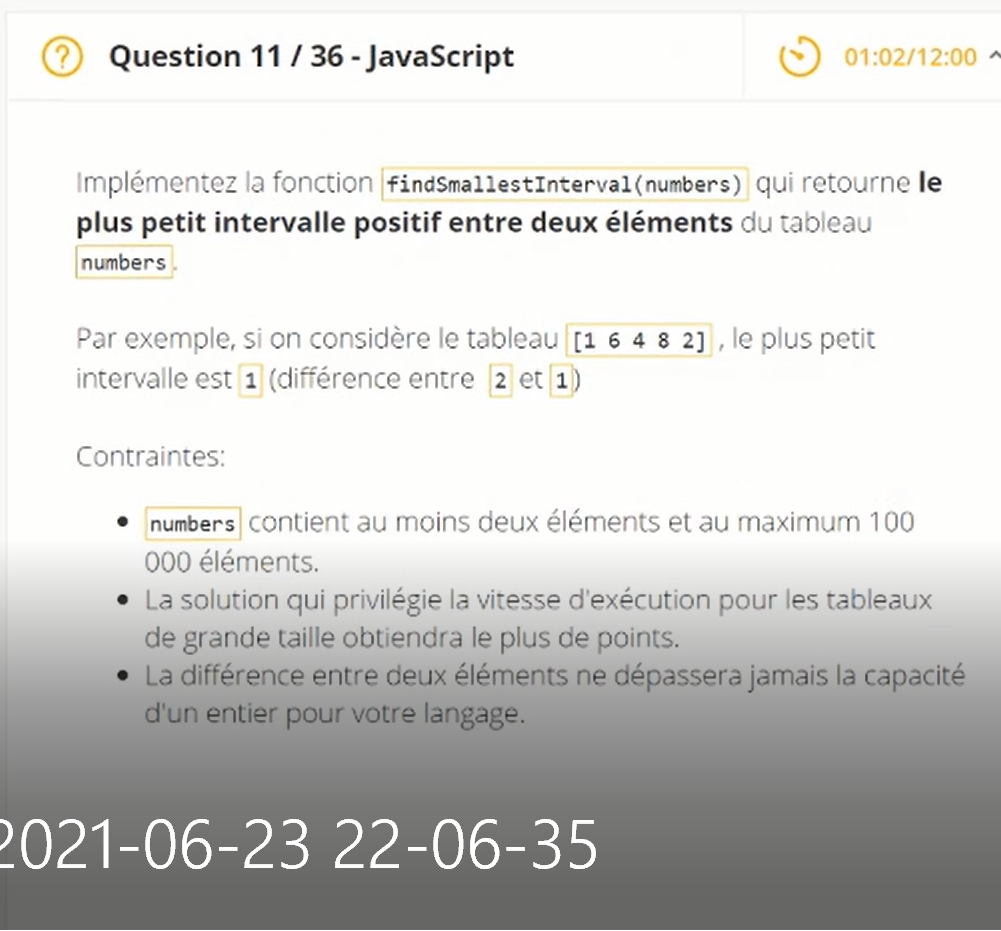 Question 11 / 36 - JavaScript
01:02/12:00
Implémentez la fonction findSmallestInterval(numbers) qui retourne le
plus petit intervalle positif entre deux éléments du tableau
numbers.
Par exemple, si on considère le tableau [1 6 4 8 2] , le plus petit
intervalle est 1 (différence entre 2 et 1)
Contraintes:
• numbers contient au moins deux éléments et au maximum 100
000 éléments.
• La solution qui privilégie la vitesse d'exécution pour les tableaux
de grande taille obtiendra le plus de points.
• La différence entre deux éléments ne dépassera jamais la capacité
d'un entier pour votre langage.
2021-06-23 22-06-35